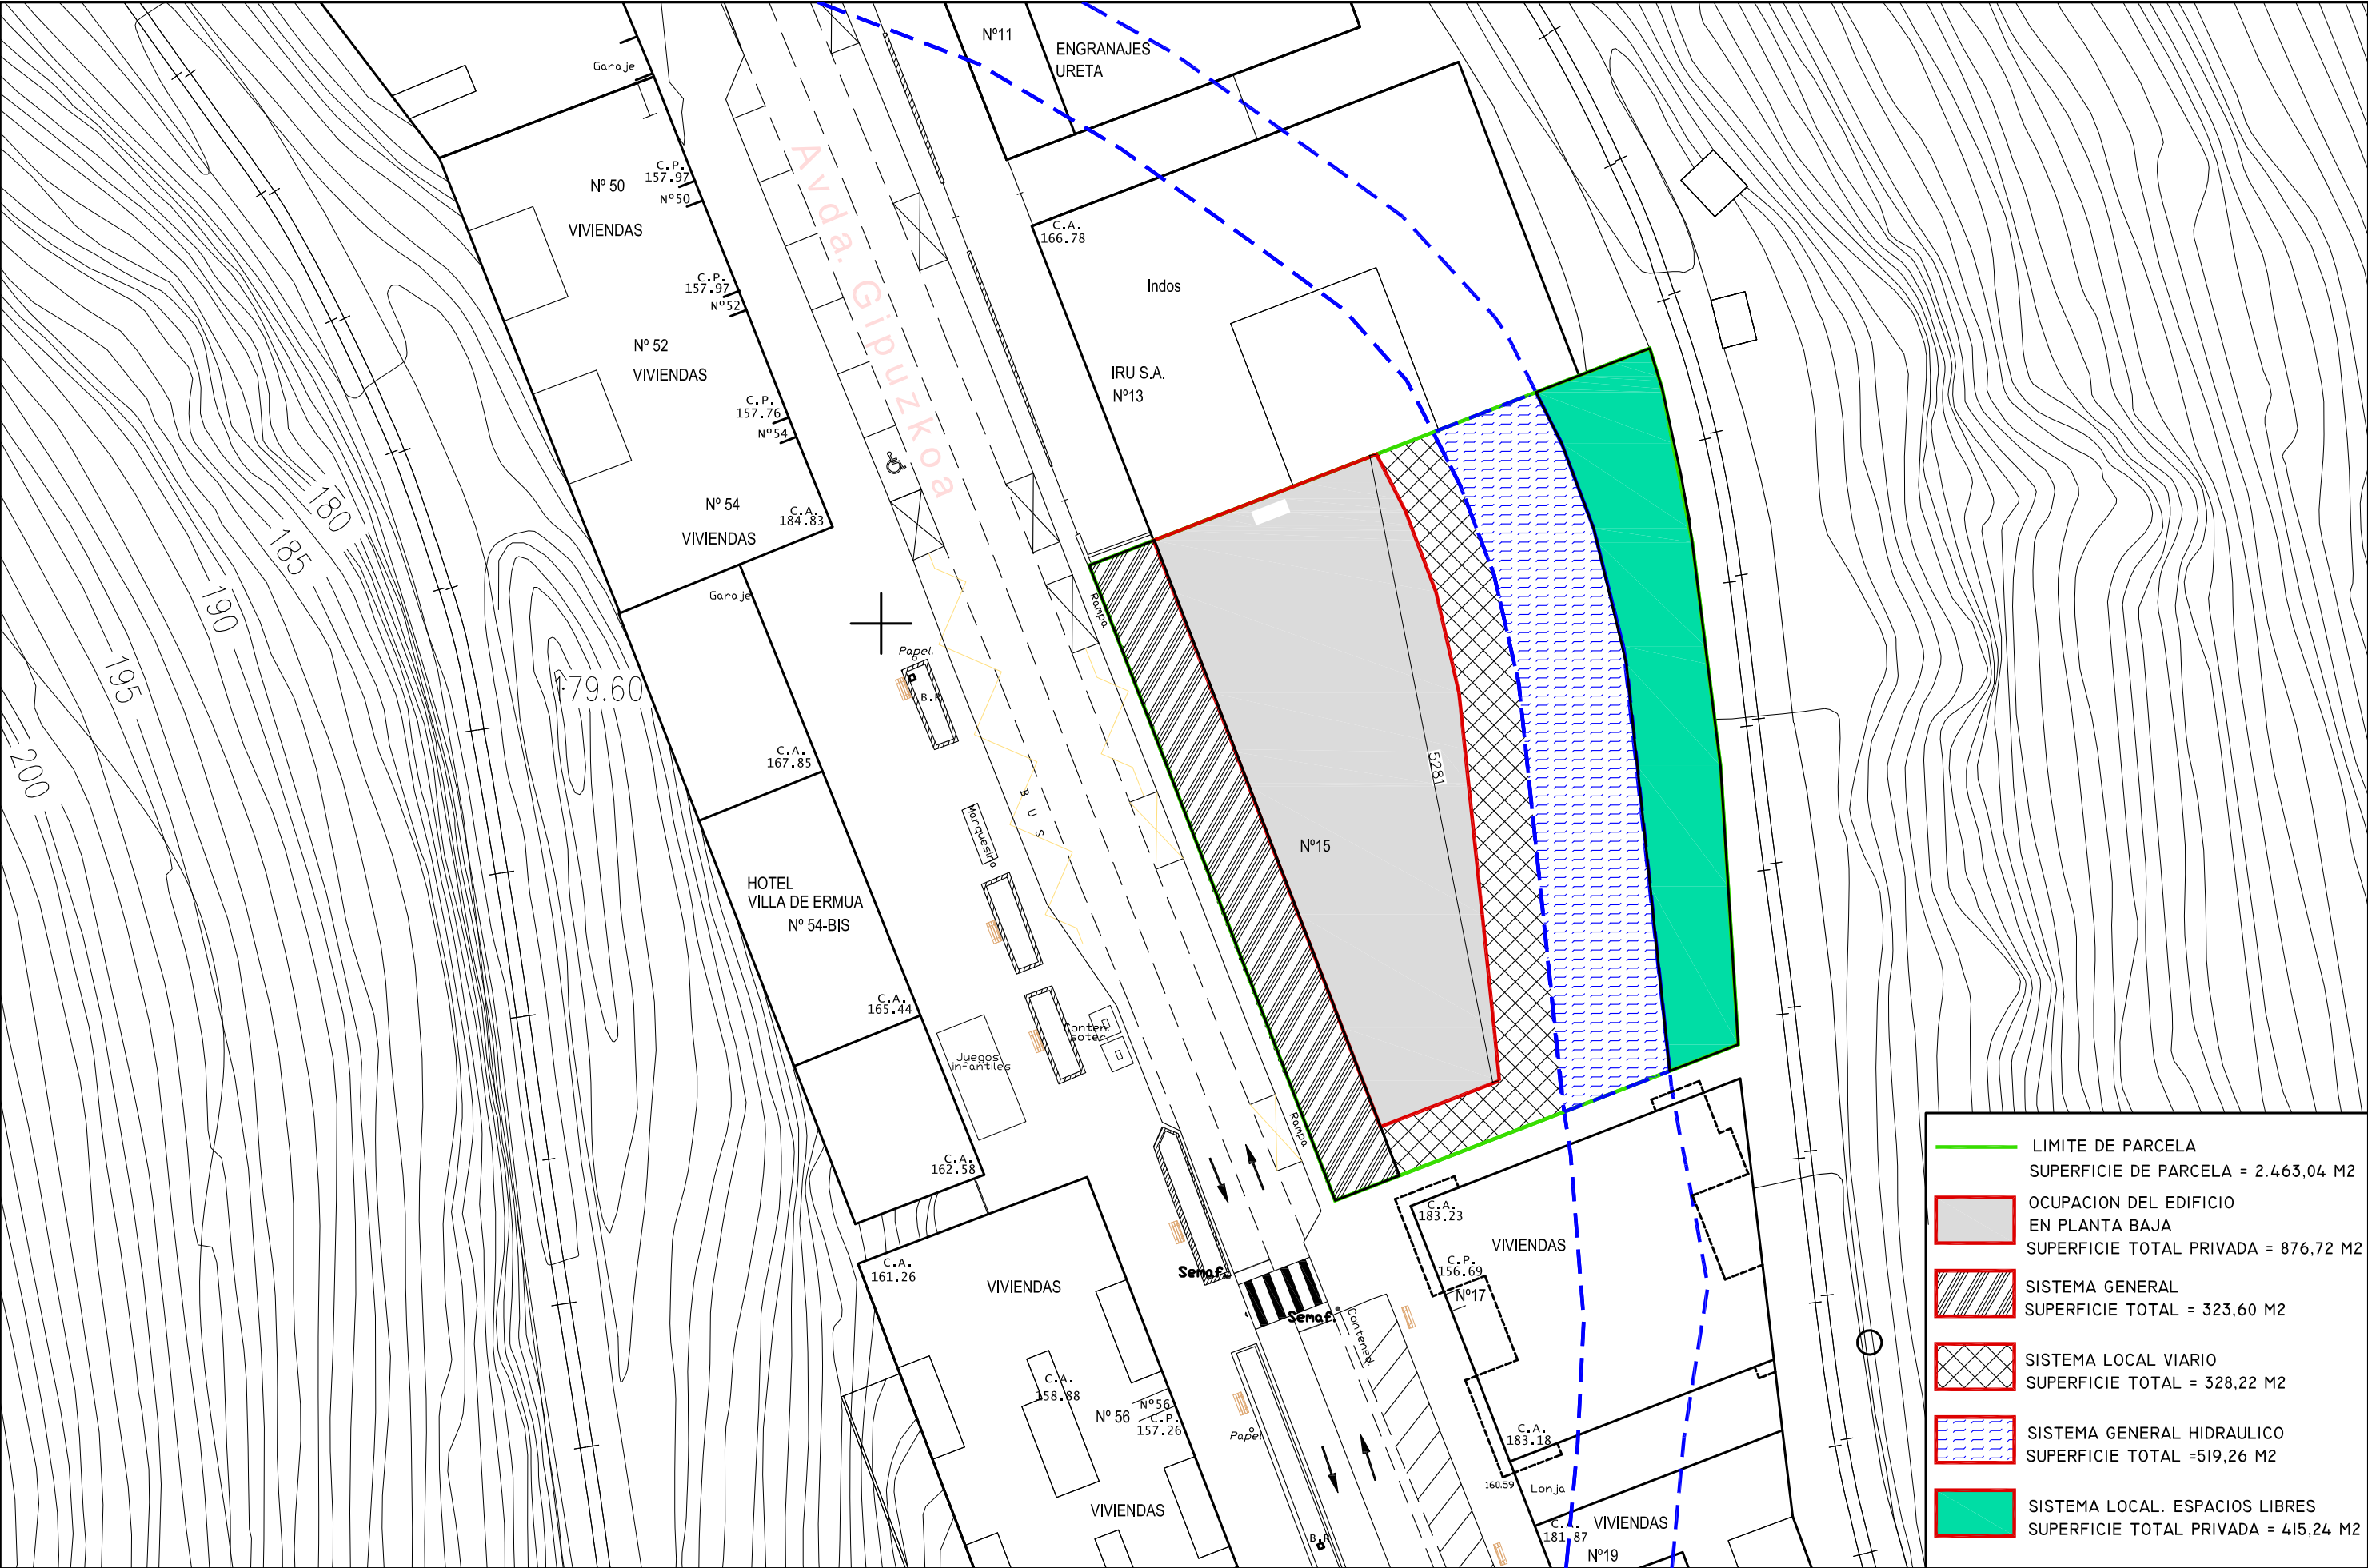 Nº11
ENGRANAJES
URETA
Garaje
C.P.
157.97
Nº50
Nº 50
VIVIENDAS
Avda. Gipuzkoa
C.A.
166.78
Indos
C.P.
157.97
Nº52
Nº 52
VIVIENDAS
IRU S.A.
Nº13
C.P.
157.76
Nº54
Nº 54
VIVIENDAS
C.A.
184.83
180
185
190
195
200
179.60
Garaje
Rampa
Papel.
B.R
C.A.
167.85
5281
BUS
Marquesina
Nº15
HOTEL
VILLA DE ERMUA
Nº 54-BIS
C.A.
165.44
Conten.
soter.
Juegos
infantiles
Rampa
C.A.
162.58
C.A.
161.26
VIVIENDAS
Semaf.
Semaf.
Contened.
C.A.
183.23
VIVIENDAS
C.P.
156.69
Nº17
C.A.
158.88
Nº 56
Nº56
C.P.
157.26
Papel
C.A.
183.18
160.59
Lonja
VIVIENDAS
B.R
C.A.
181.87
VIVIENDAS
Nº19
LIMITE DE PARCELA
SUPERFICIE DE PARCELA = 2.463,04 M2
OCUPACION DEL EDIFICIO
EN PLANTA BAJA
SUPERFICIE TOTAL PRIVADA = 876,72 M2
SISTEMA GENERAL
SUPERFICIE TOTAL = 323,60 M2
SISTEMA LOCAL VIARIO
SUPERFICIE TOTAL = 328,22 M2
SISTEMA GENERAL HIDRAULICO
SUPERFICIE TOTAL =519,26 M2
SISTEMA LOCAL. ESPACIOS LIBRES
SUPERFICIE TOTAL PRIVADA = 415,24 M2